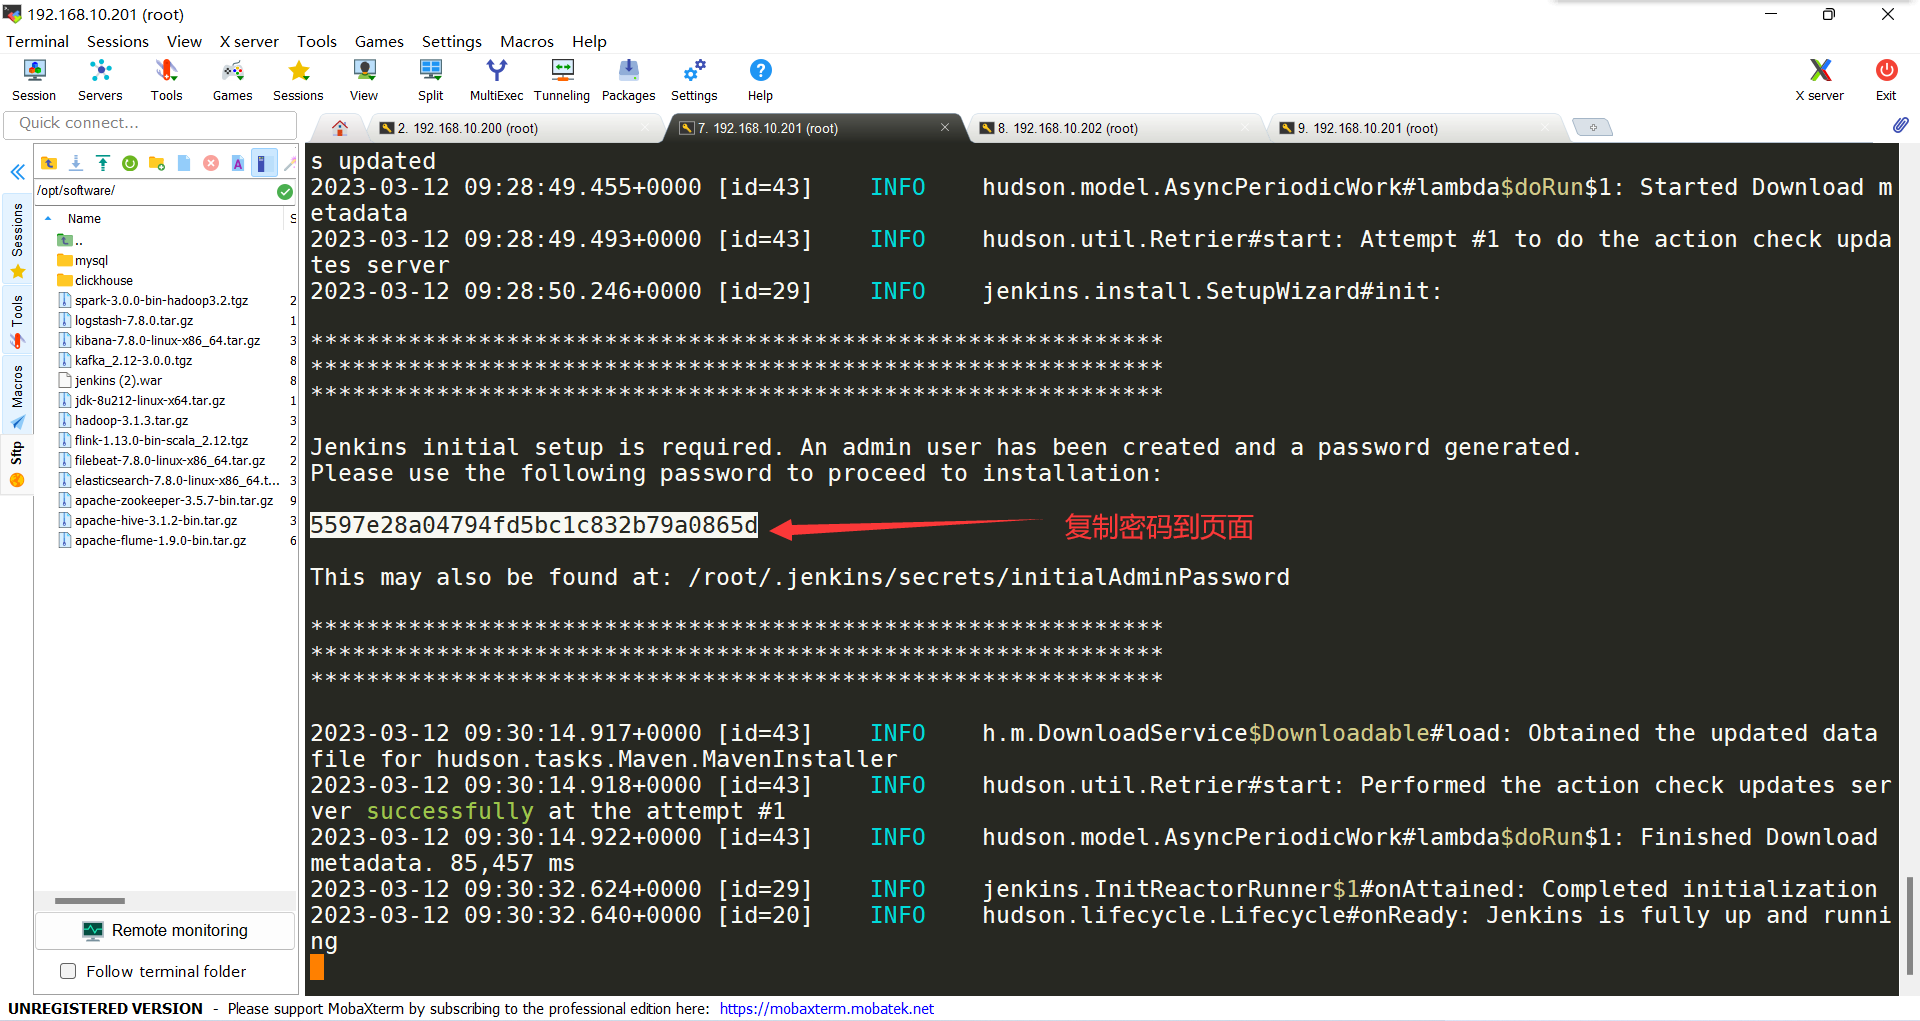 192.168.10.201 (root)
Terminal Sessions View X server Tools Games Settings Macros Help
Session Servers Tools Games Sessions View Split MultiExec Tunneling Packages Settings Help X server Exit
Quick connect...
2. 192.168.10.200 (root) 7. 192.168.10.201 (root) 8. 192.168.10.202 (root) 9. 192.168.10.201 (root)
Sessions
Tools
Macros
Sftp
/opt/software/
Name S
..
mysql
clickhouse
spark-3.0.0-bin-hadoop3.2.tgz 2
logstash-7.8.0.tar.gz 1
kibana-7.8.0-linux-x86_64.tar.gz 3
kafka_2.12-3.0.0.tgz 8
jenkins (2).war 8
jdk-8u212-linux-x64.tar.gz 1
hadoop-3.1.3.tar.gz 3
flink-1.13.0-bin-scala_2.12.tgz 2
filebeat-7.8.0-linux-x86_64.tar.gz 2
elasticsearch-7.8.0-linux-x86_64.t... 3
apache-zookeeper-3.5.7-bin.tar.gz 9
apache-hive-3.1.2-bin.tar.gz 3
apache-flume-1.9.0-bin.tar.gz 6
Remote monitoring
Follow terminal folder
s updated
2023-03-12 09:28:49.455+0000 [id=43] INFO hudson.model.AsyncPeriodicWork#lambda$doRun$1: Started Download m
etadata
2023-03-12 09:28:49.493+0000 [id=43] INFO hudson.util.Retrier#start: Attempt #1 to do the action check upda
tes server
2023-03-12 09:28:50.246+0000 [id=29] INFO jenkins.install.SetupWizard#init:
*************************************************************
*************************************************************
*************************************************************
Jenkins initial setup is required. An admin user has been created and a password generated.
Please use the following password to proceed to installation:
5597e28a04794fd5bc1c832b79a0865d 复制密码到页面
This may also be found at: /root/.jenkins/secrets/initialAdminPassword
*************************************************************
*************************************************************
*************************************************************
2023-03-12 09:30:14.917+0000 [id=43] INFO h.m.DownloadService$Downloadable#load: Obtained the updated data
file for hudson.tasks.Maven.MavenInstaller
2023-03-12 09:30:14.918+0000 [id=43] INFO hudson.util.Retrier#start: Performed the action check updates ser
ver successfully at the attempt #1
2023-03-12 09:30:14.922+0000 [id=43] INFO hudson.model.AsyncPeriodicWork#lambda$doRun$1: Finished Download
metadata. 85,457 ms
2023-03-12 09:30:32.624+0000 [id=29] INFO jenkins.InitReactorRunner$1#onAttained: Completed initialization
2023-03-12 09:30:32.640+0000 [id=20] INFO hudson.lifecycle.Lifecycle#onReady: Jenkins is fully up and runni
ng
UNREGISTERED VERSION - Please support MobaXterm by subscribing to the professional edition here: https://mobaxterm.mobatek.net